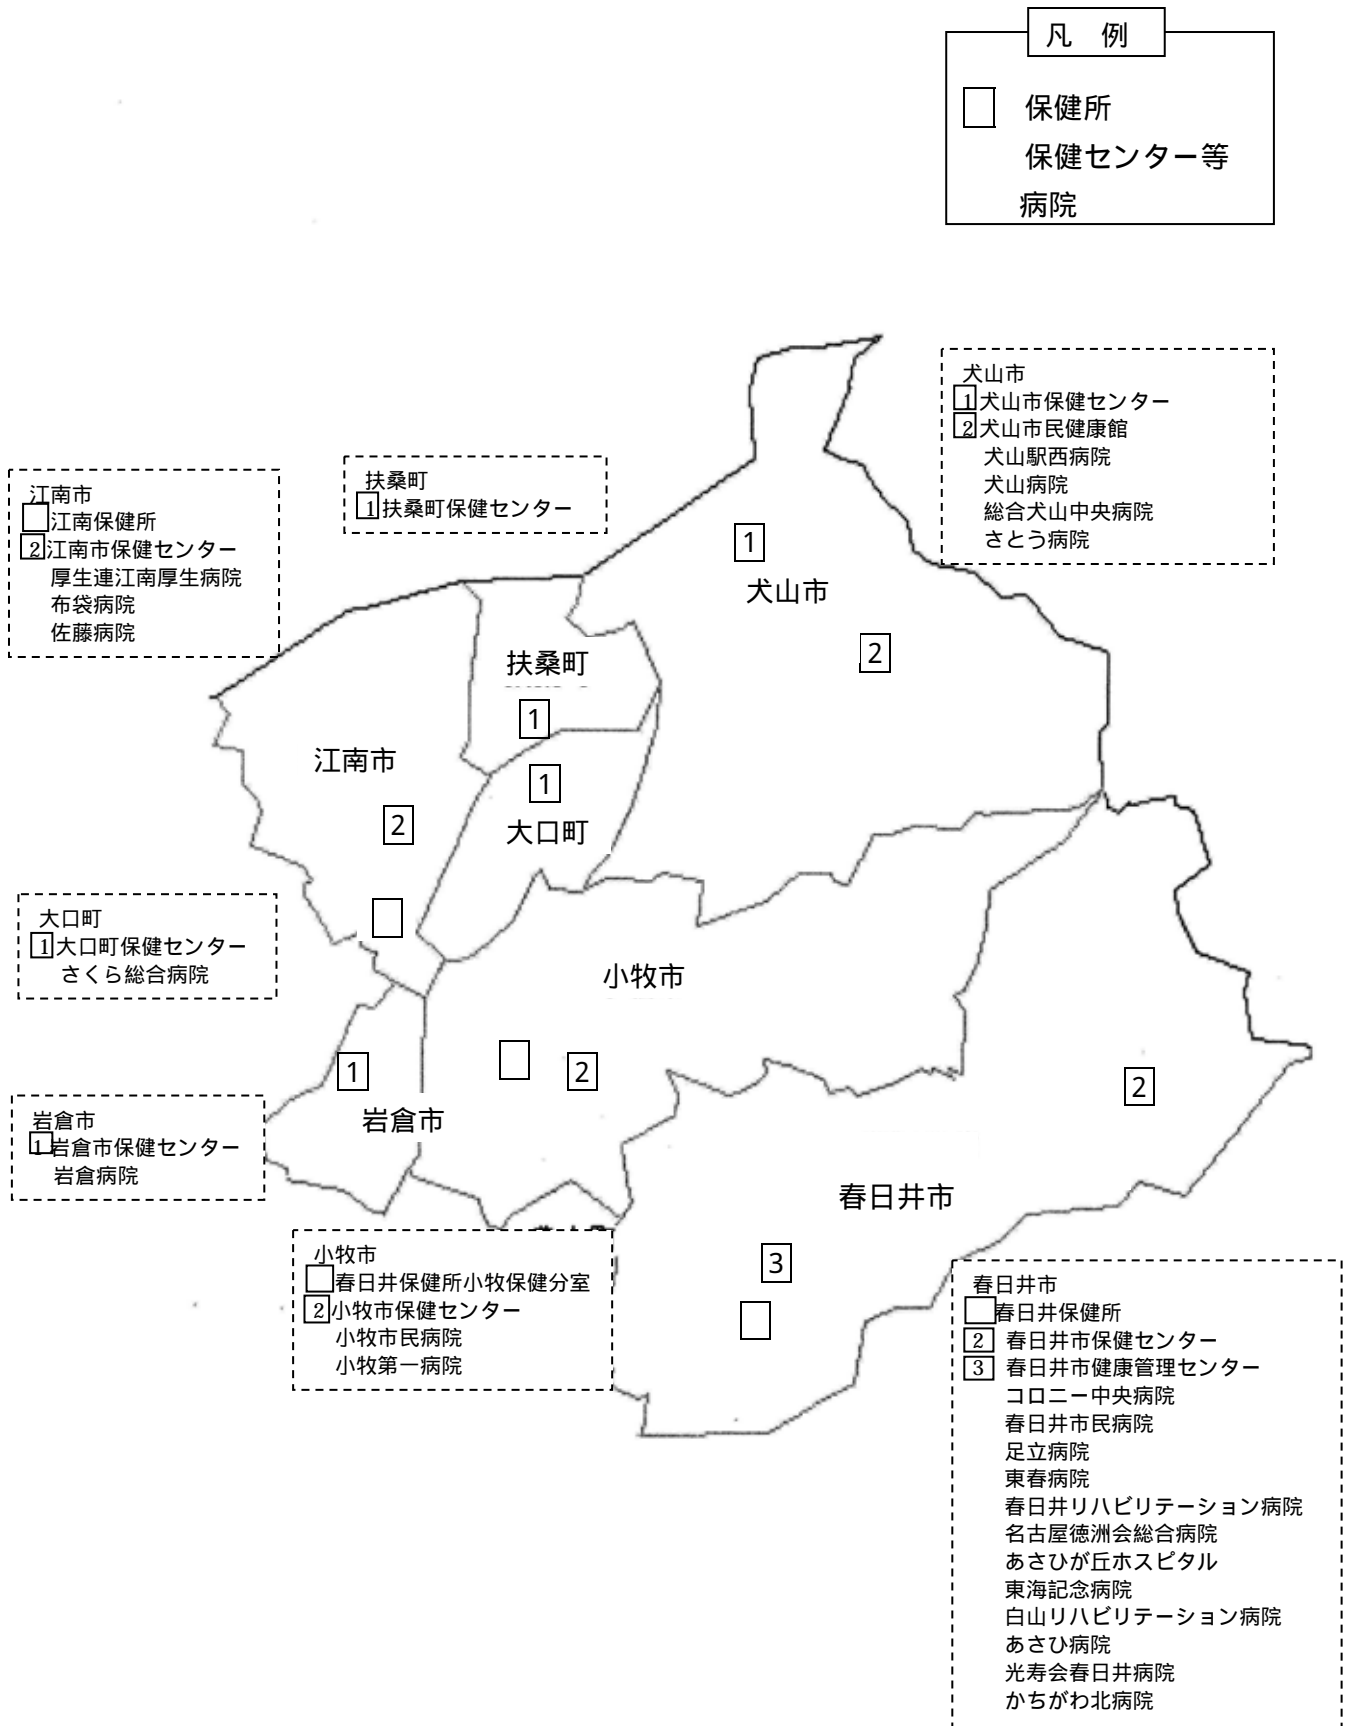 凡 例
保健所
保健センター等
病院
犬山市
1 犬山市保健センター
2 犬山市民健康館
犬山駅西病院
犬山病院
総合犬山中央病院
さとう病院
扶桑町
1 扶桑町保健センター
江南市
江南保健所
2 江南市保健センター
厚生連江南厚生病院
布袋病院
佐藤病院
1
犬山市
2
扶桑町
1
江南市
1
2
大口町
大口町
1 大口町保健センター
さくら総合病院
小牧市
1
2
2
岩倉市
岩倉市
1 岩倉市保健センター
岩倉病院
春日井市
3
小牧市
春日井保健所小牧保健分室
2 小牧市保健センター
小牧市民病院
小牧第一病院
春日井市
春日井保健所
2 春日井市保健センター
3 春日井市健康管理センター
コロニー中央病院
春日井市民病院
足立病院
東春病院
春日井リハビリテーション病院
名古屋徳洲会総合病院
あさひが丘ホスピタル
東海記念病院
白山リハビリテーション病院
あさひ病院
光寿会春日井病院
かちがわ北病院